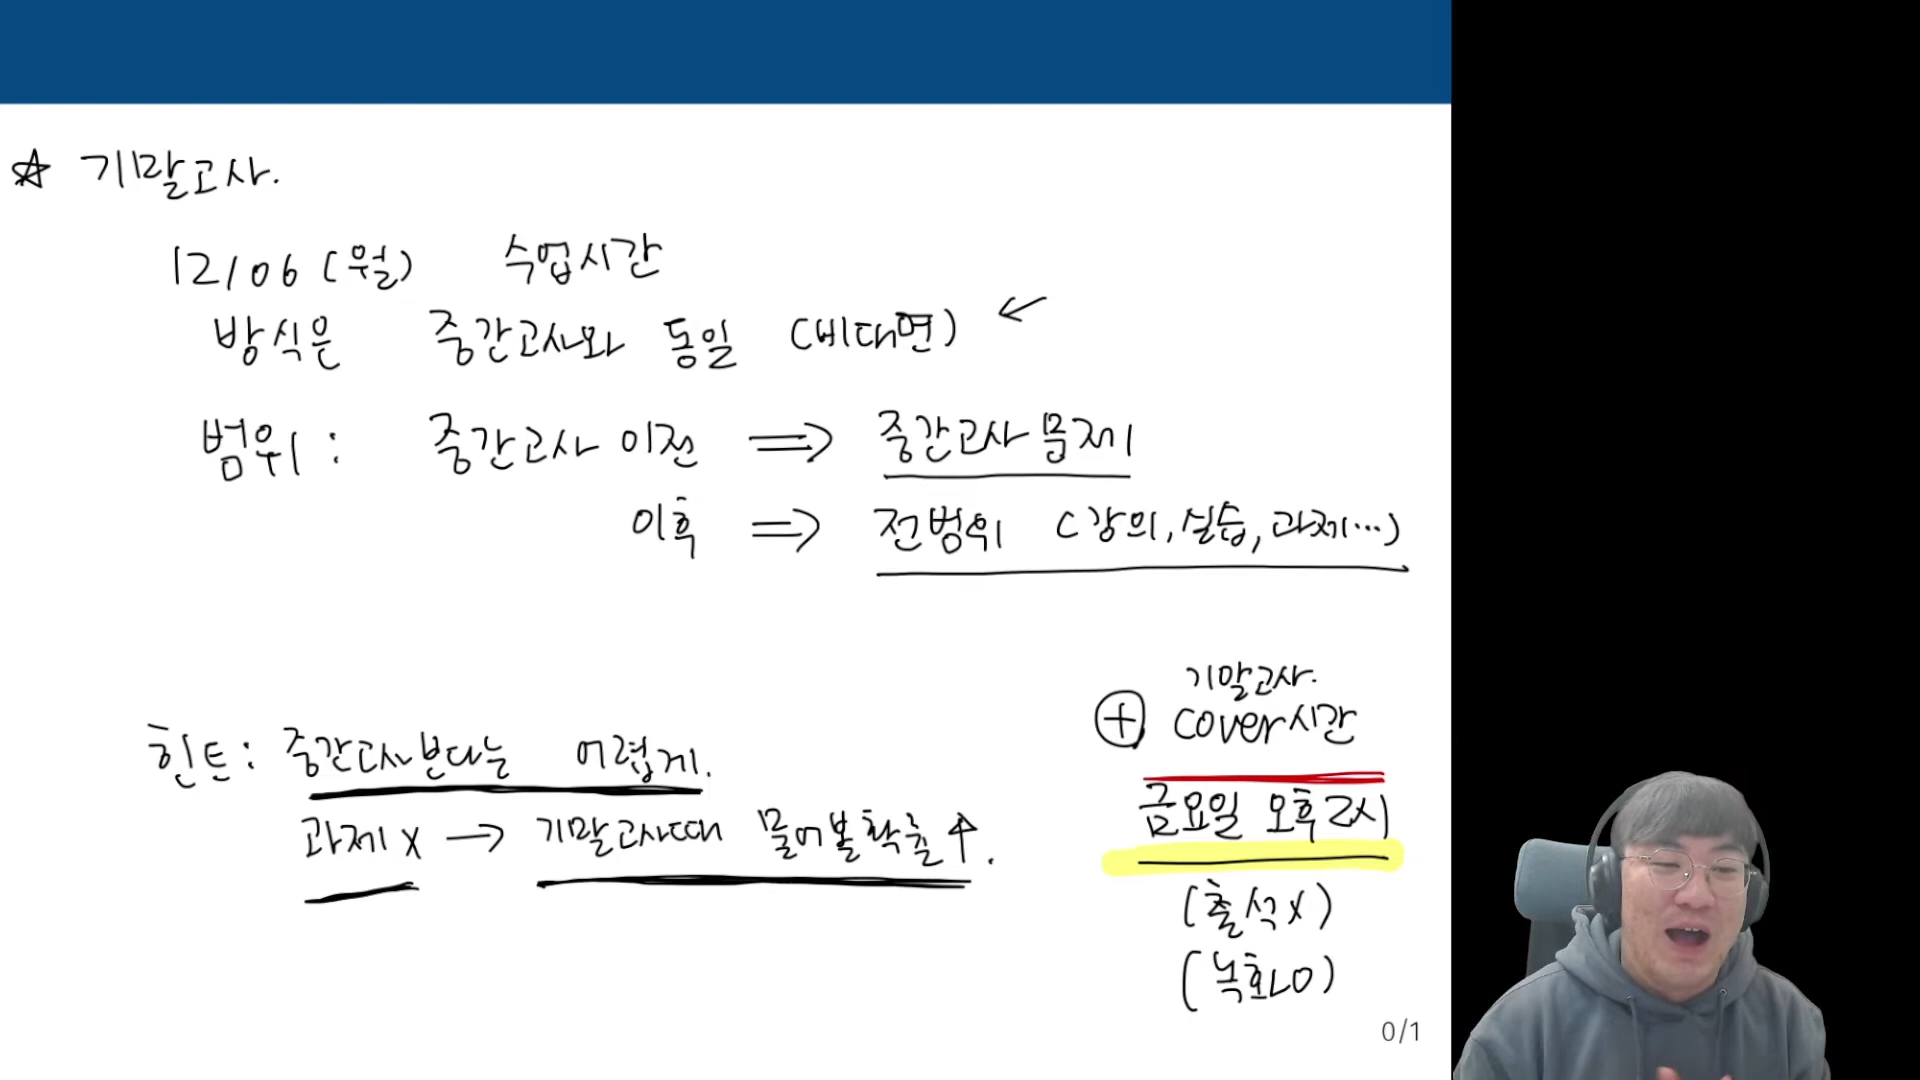 ☆ 기말고사.
12/06 (월) 수업시간
방식은 중간고사와 동일 (비대면) ←
범위 : 중간고사 이전 ⇒ 중간고사 문제
이후 ⇒ 전범위 (강의, 실습, 과제...)
힌트 : 중간고사보다는 어렵게.
과제 x → 기말고사때 물어볼 확률 ↑.
⊕ 기말고사.
cover시간
금요일 오후 2시
(출석 x)
(녹화 o)
0/1